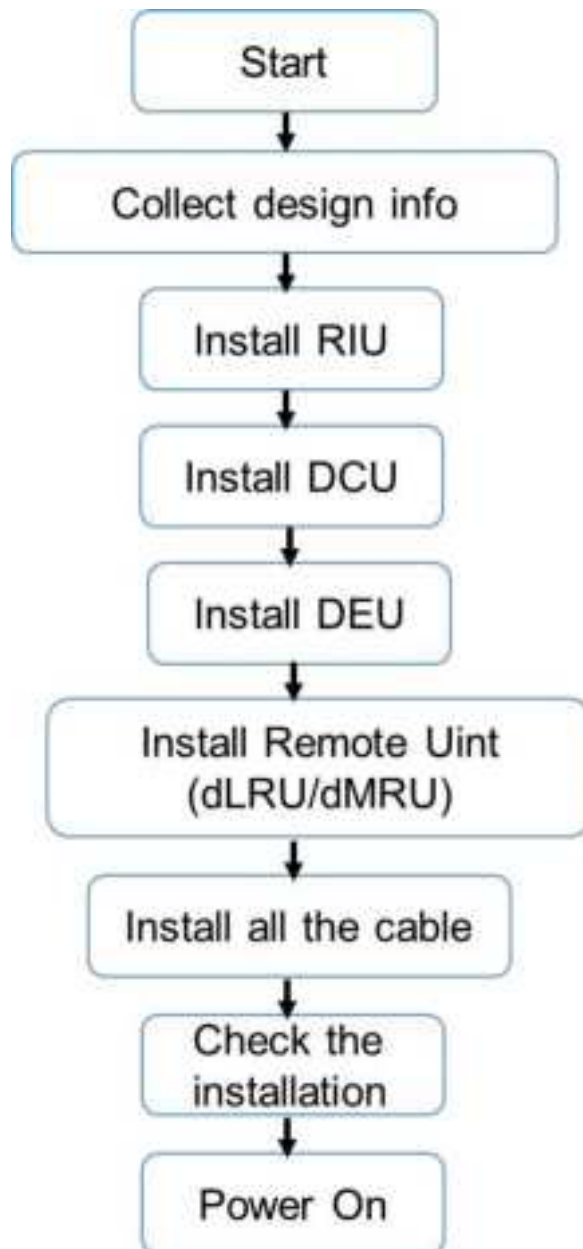 Start
Collect design info
Install RIU
Install DCU
Install DEU
Install Remote Uint
(dLRU/dMRU)
Install all the cable
Check the
installation
Power On